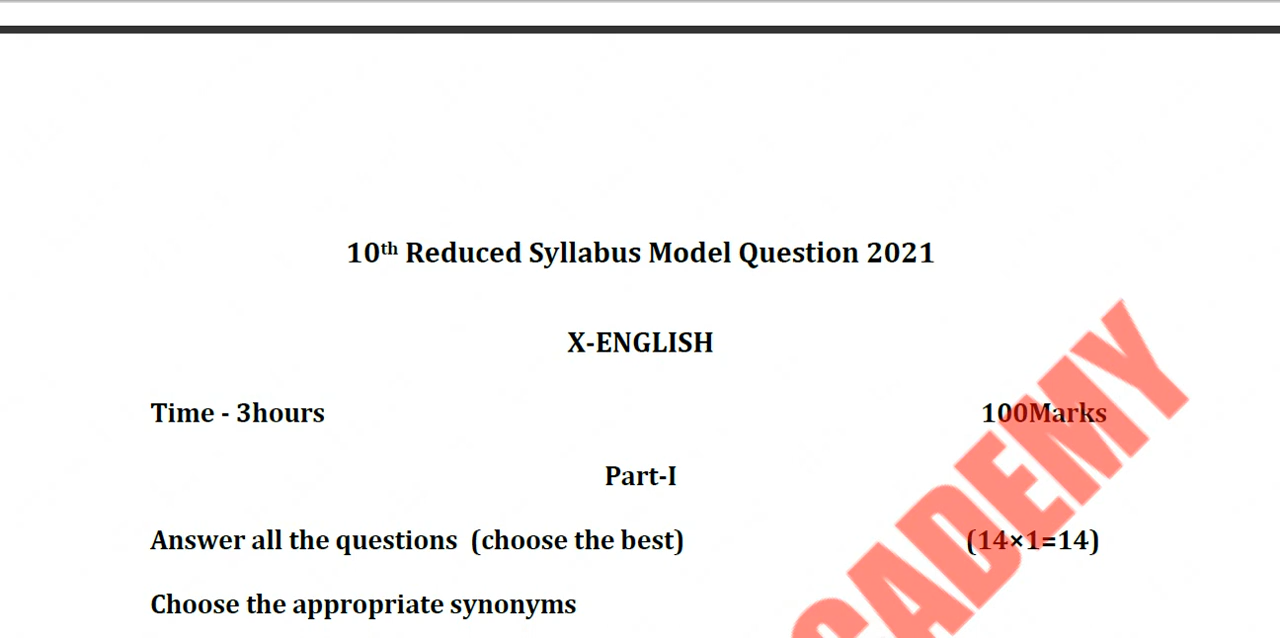 10th Reduced Syllabus Model Question 2021
X-ENGLISH
Time - 3hours 100Marks
Part-I
Answer all the questions (choose the best) (14×1=14)
Choose the appropriate synonyms
CADEMY